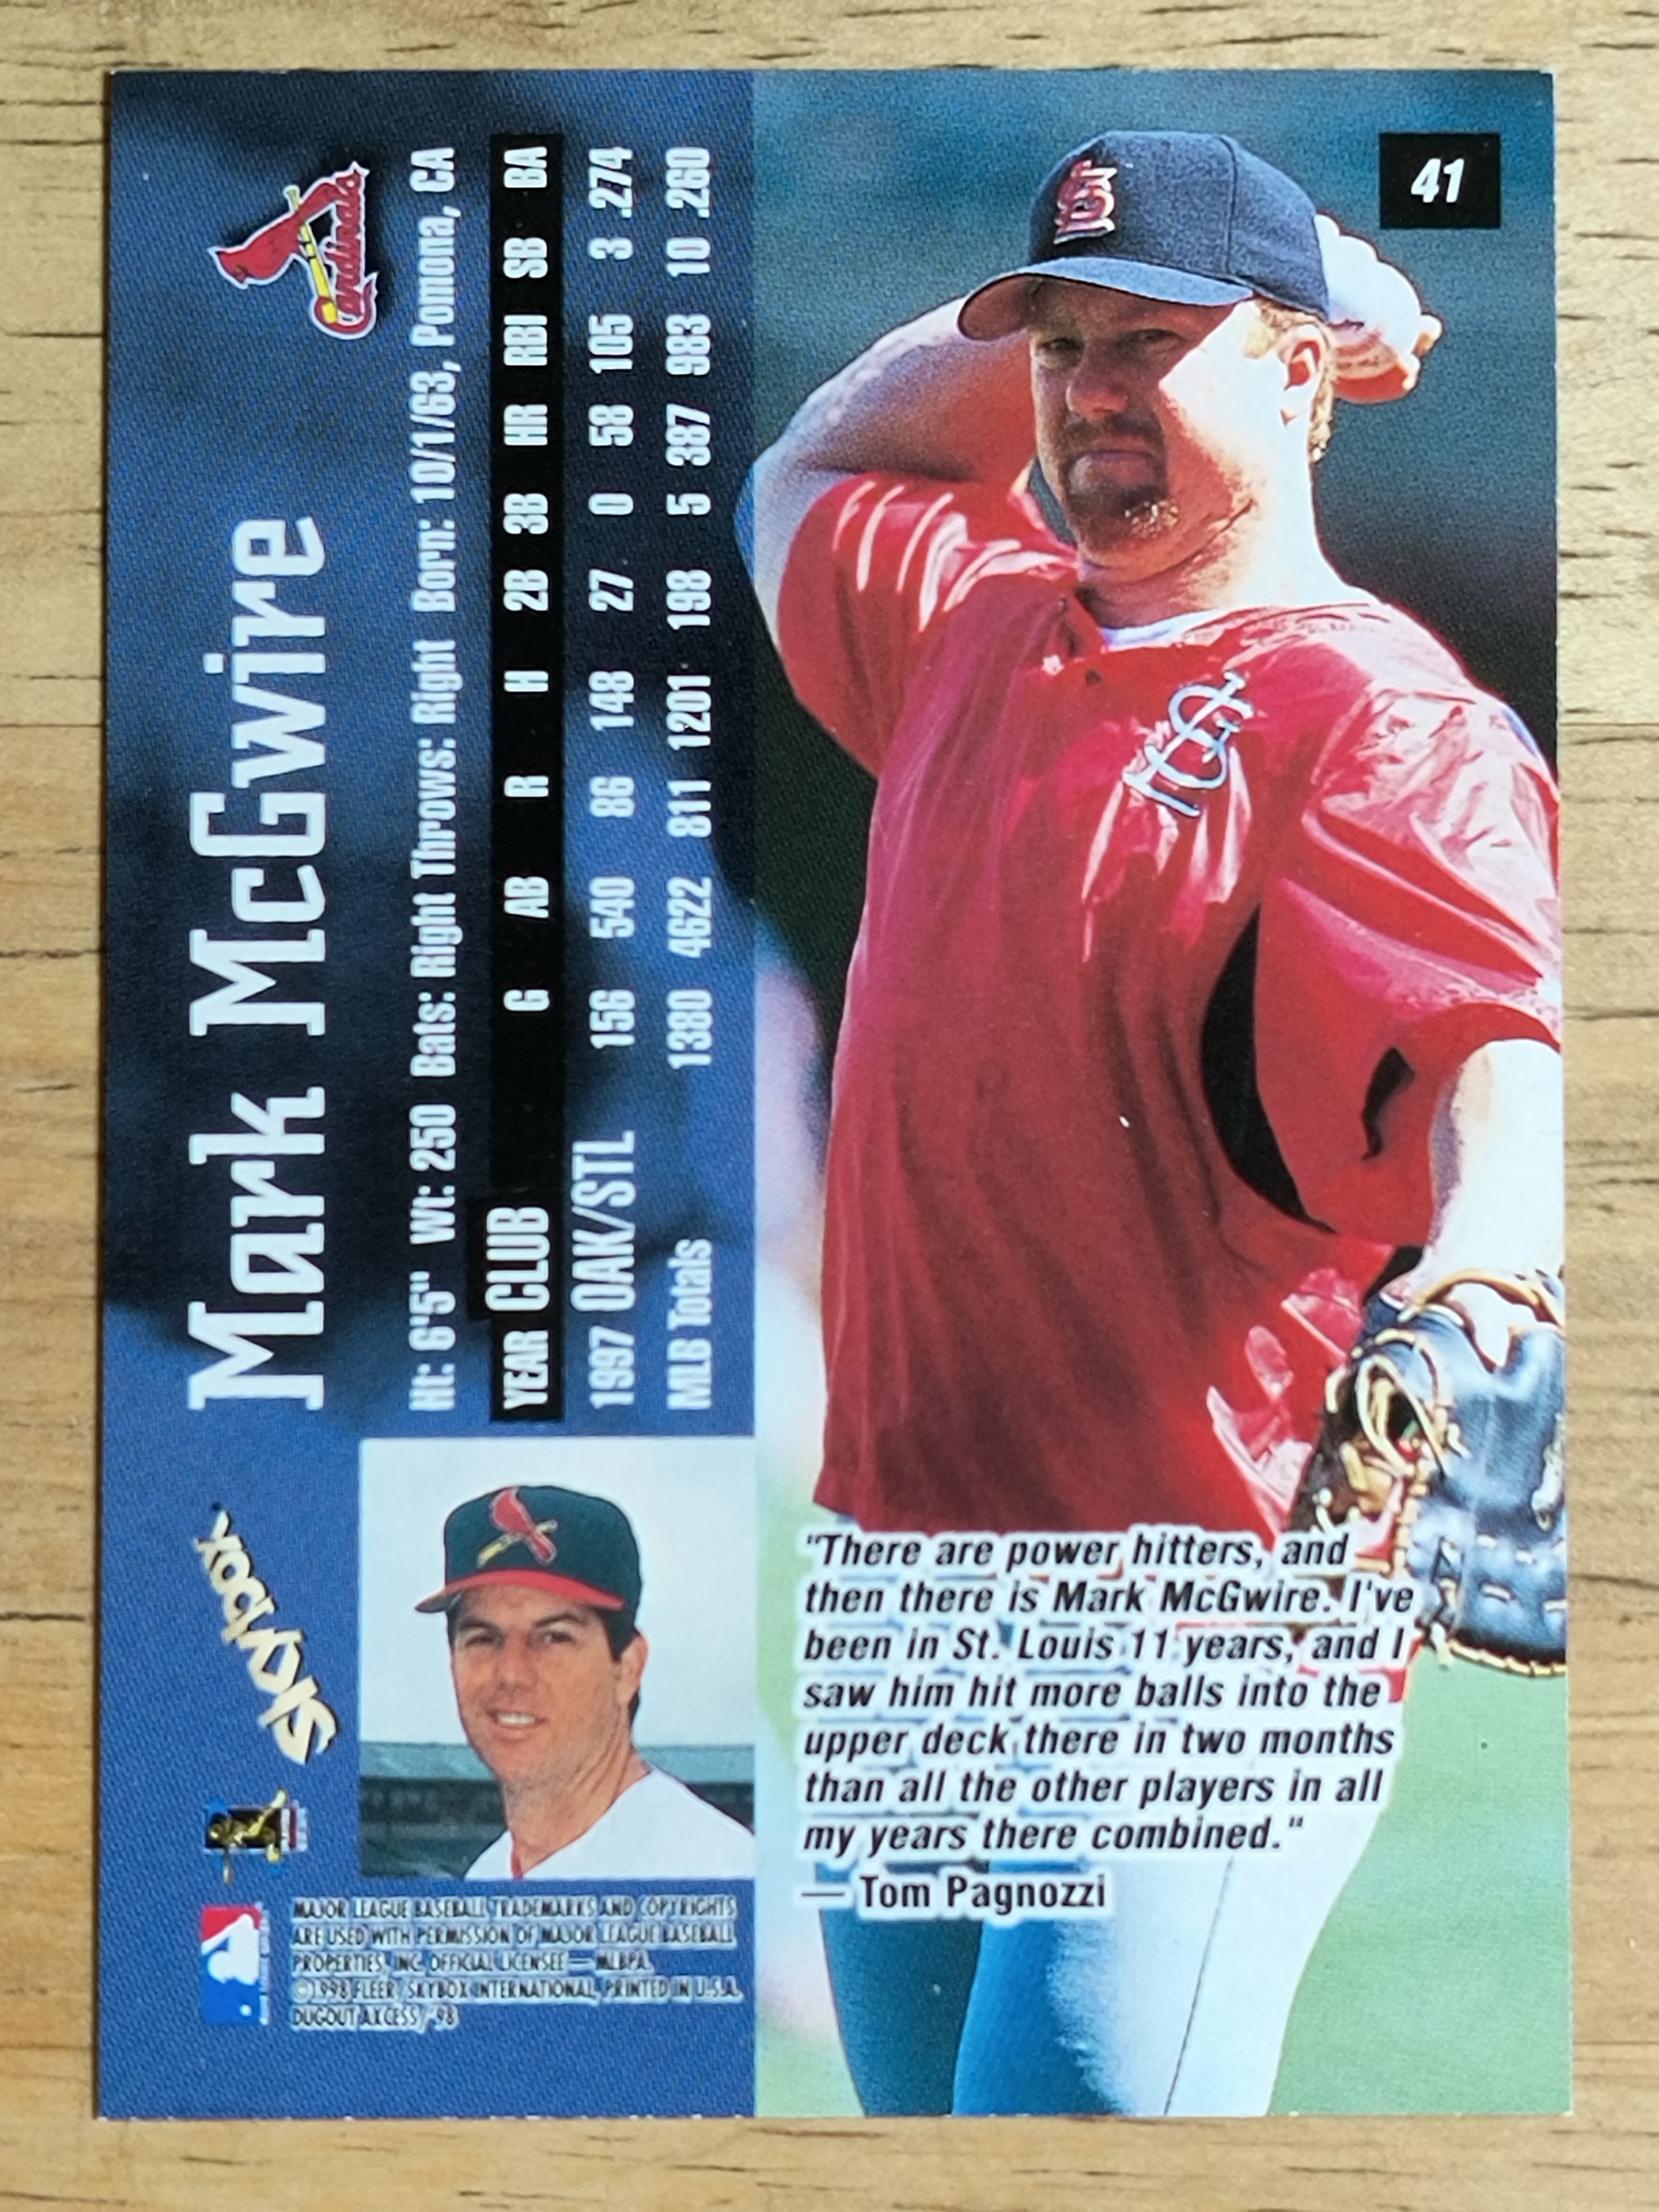 41
Mark McGwire
Cardinals
Ht: 6'5" Wt: 250 Bats: Right Throws: Right Born: 10/1/63, Pomona, CA
YEAR CLUB G AB R H 2B 3B HR RBI SB BA
1997 OAK/STL 156 540 86 148 27 0 58 105 3 .274
MLB Totals 1380 4622 811 1201 198 5 387 983 10 .260
SKYBOX
"There are power hitters, and
then there is Mark McGwire. I've
been in St. Louis 11 years, and I
saw him hit more balls into the
upper deck there in two months
than all the other players in all
my years there combined."
— Tom Pagnozzi
MAJOR LEAGUE BASEBALL TRADEMARKS AND COPYRIGHTS
ARE USED WITH PERMISSION OF MAJOR LEAGUE BASEBALL
PROPERTIES, INC. OFFICIAL LICENSEE — MLBPA.
©1998 FLEER/SKYBOX INTERNATIONAL, PRINTED IN U.S.A.
DUGOUT AXCESS / '98
STL
STL